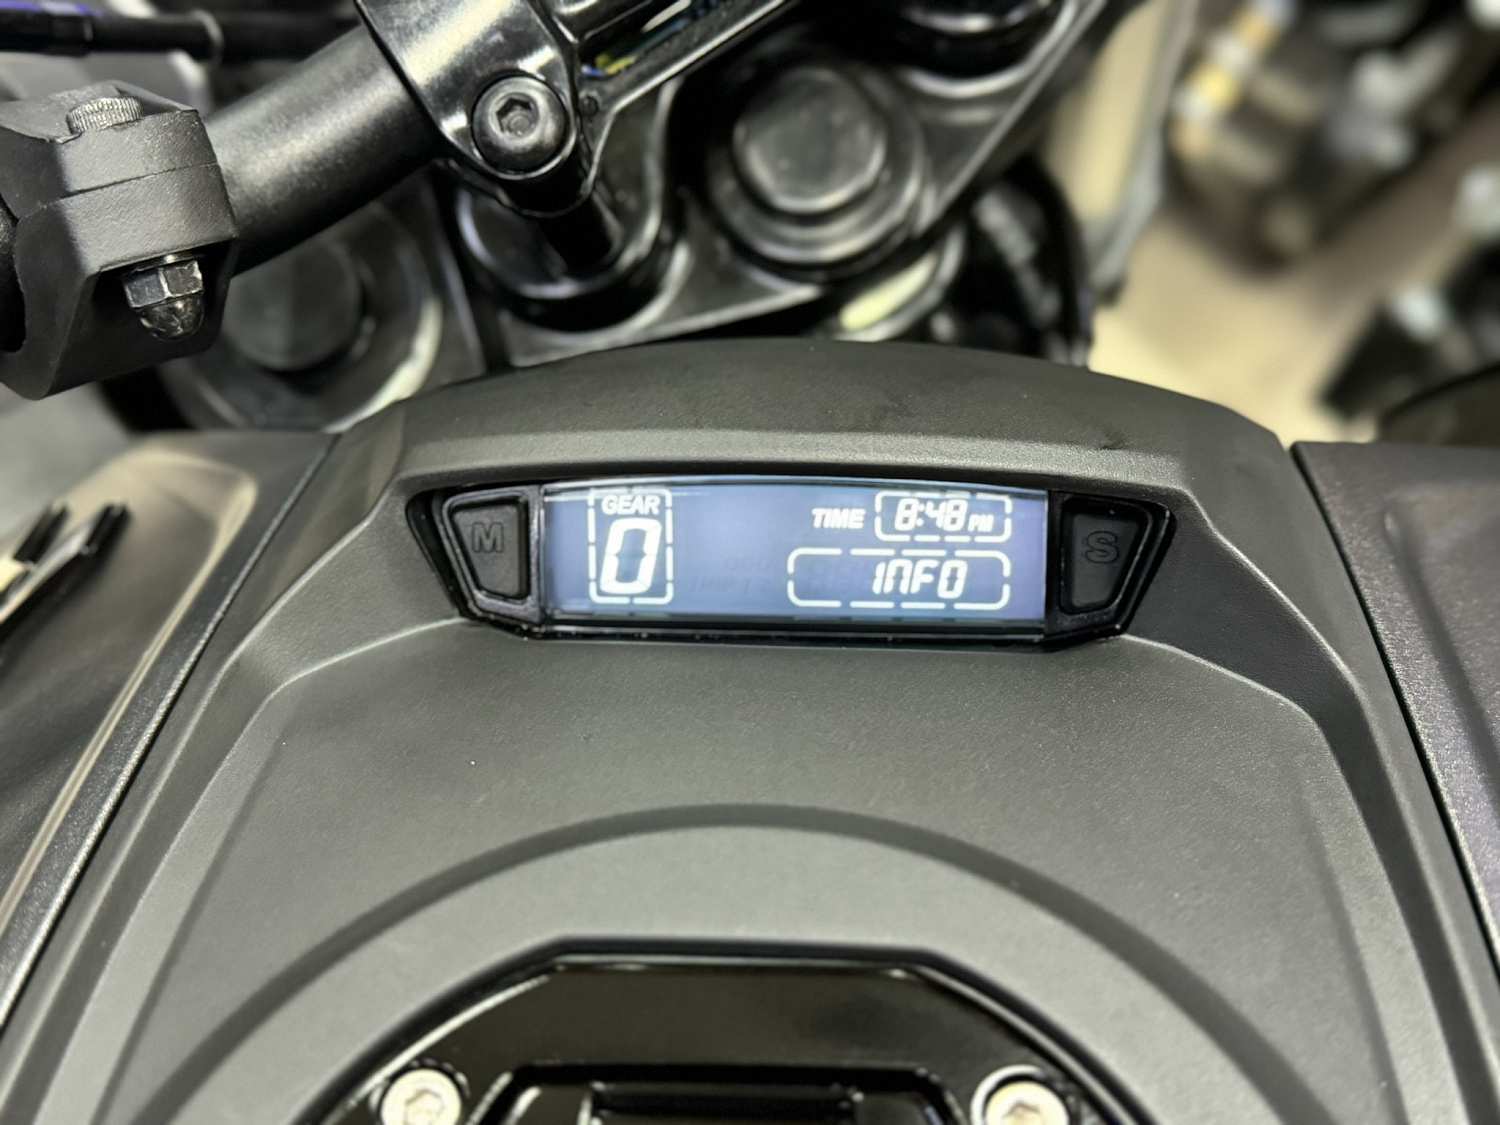 M
GEAR
0
TIME 8:48 PM
INFO
S